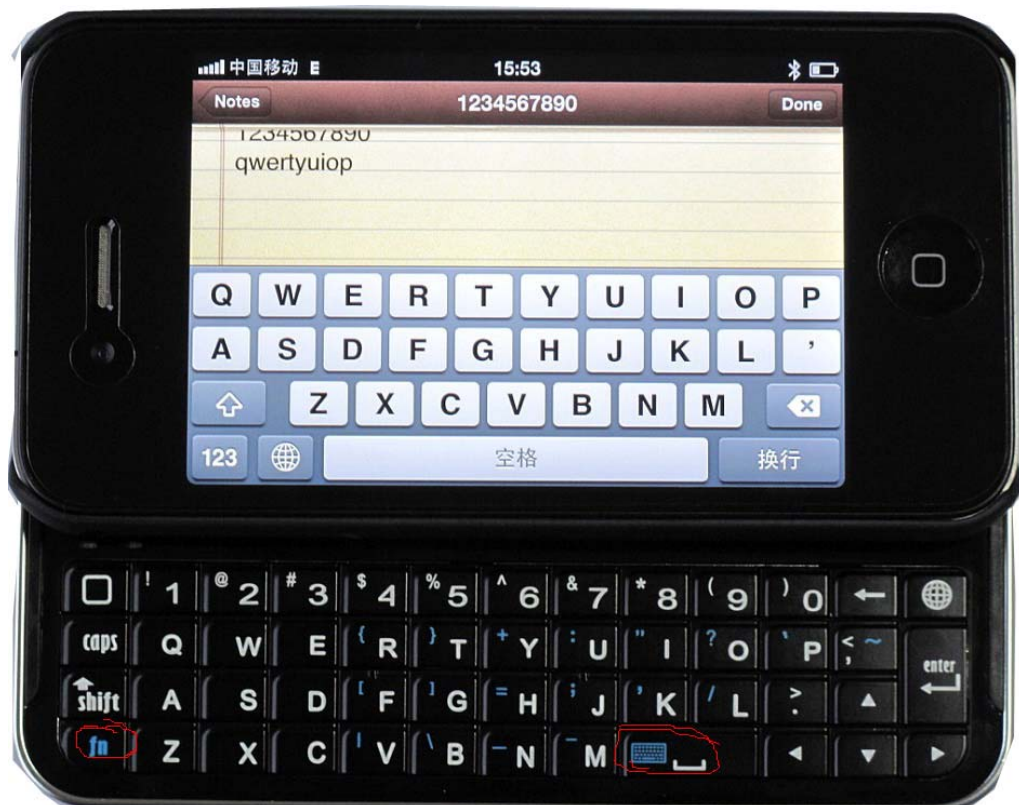 中国移动 E 15:53
Notes 1234567890 Done
1234567890
qwertyuiop
Q W E R T Y U I O P
A S D F G H J K L ’
Z X C V B N M
123 空格 换行
! 1 @ 2 # 3 $ 4 % 5 ^ 6 & 7 * 8 ( 9 ) 0 ←
caps Q W E { R } T + Y : U " I ? O ` P < , ~ enter
shift A S D [ F ] G = H ; J ' K / L > . ▲
fn Z X C | V \ B – N ¯ M ◄ ▼ ►